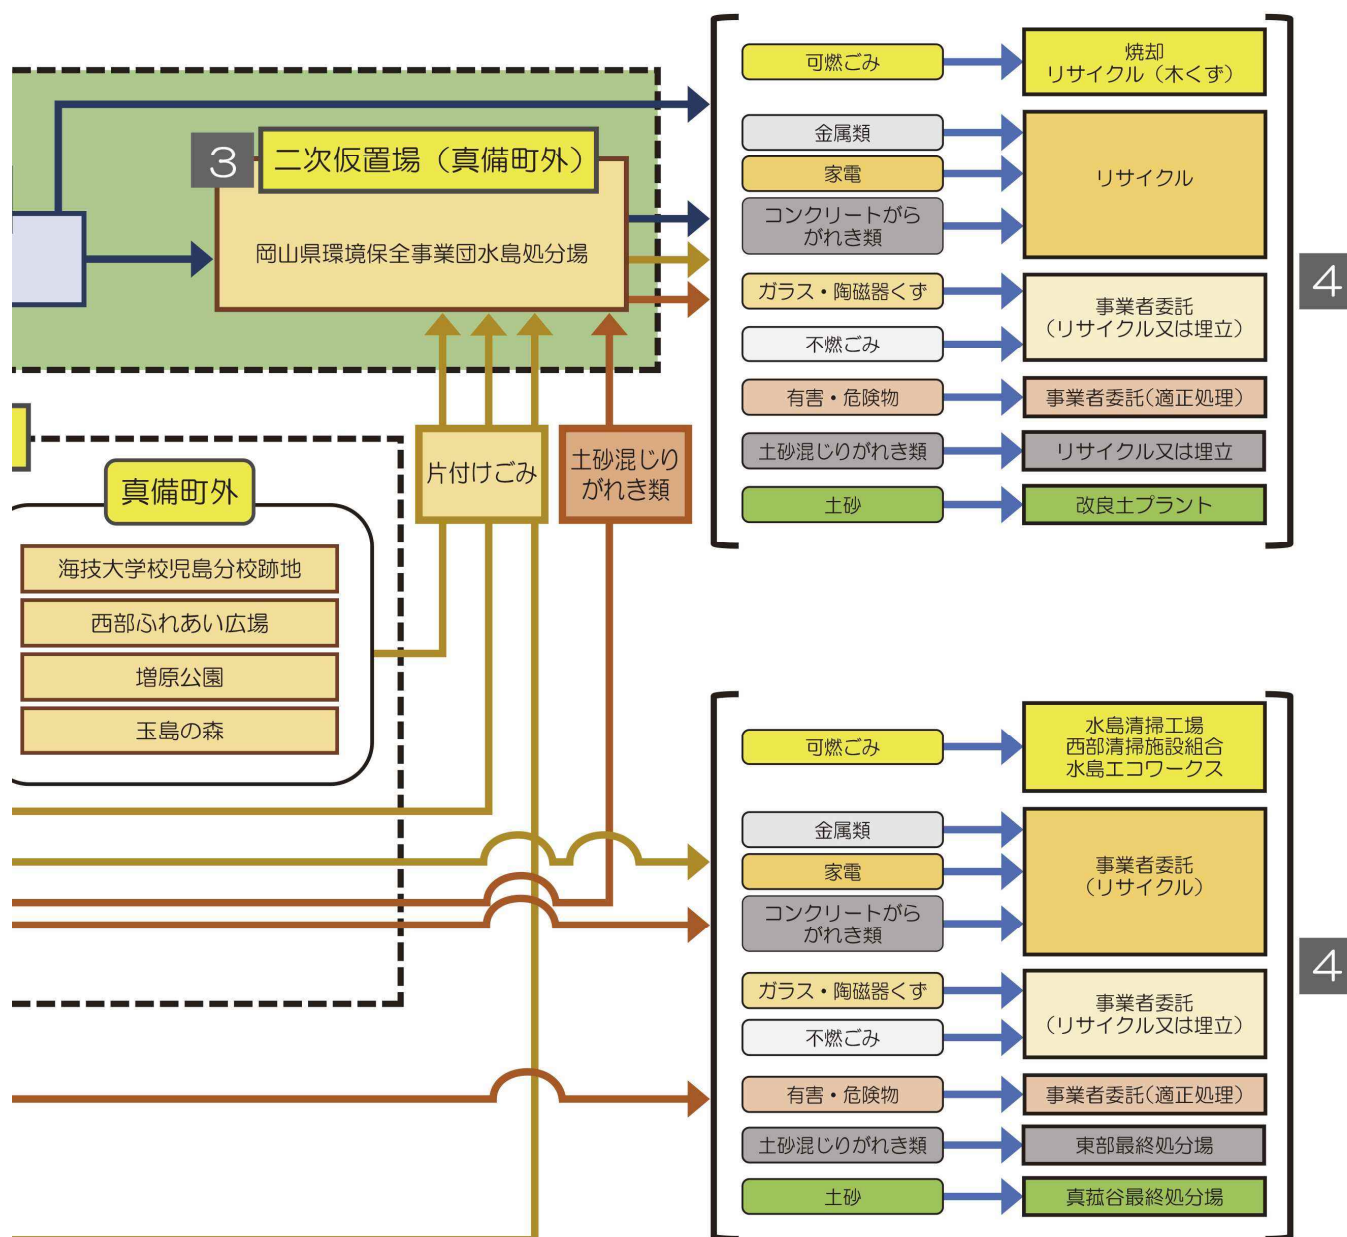 3
二次仮置場（真備町外）
岡山県環境保全事業団水島処分場
片付けごみ
土砂混じり
がれき類
真備町外
海技大学校児島分校跡地
西部ふれあい広場
増原公園
玉島の森
可燃ごみ
焼却
リサイクル（木くず）
金属類
家電
コンクリートがら
がれき類
リサイクル
ガラス・陶磁器くず
不燃ごみ
事業者委託
（リサイクル又は埋立）
有害・危険物
事業者委託（適正処理）
土砂混じりがれき類
リサイクル又は埋立
土砂
改良土プラント
4
可燃ごみ
水島清掃工場
西部清掃施設組合
水島エコワークス
金属類
家電
コンクリートがら
がれき類
事業者委託
（リサイクル）
ガラス・陶磁器くず
不燃ごみ
事業者委託
（リサイクル又は埋立）
有害・危険物
事業者委託（適正処理）
土砂混じりがれき類
東部最終処分場
土砂
真菰谷最終処分場
4